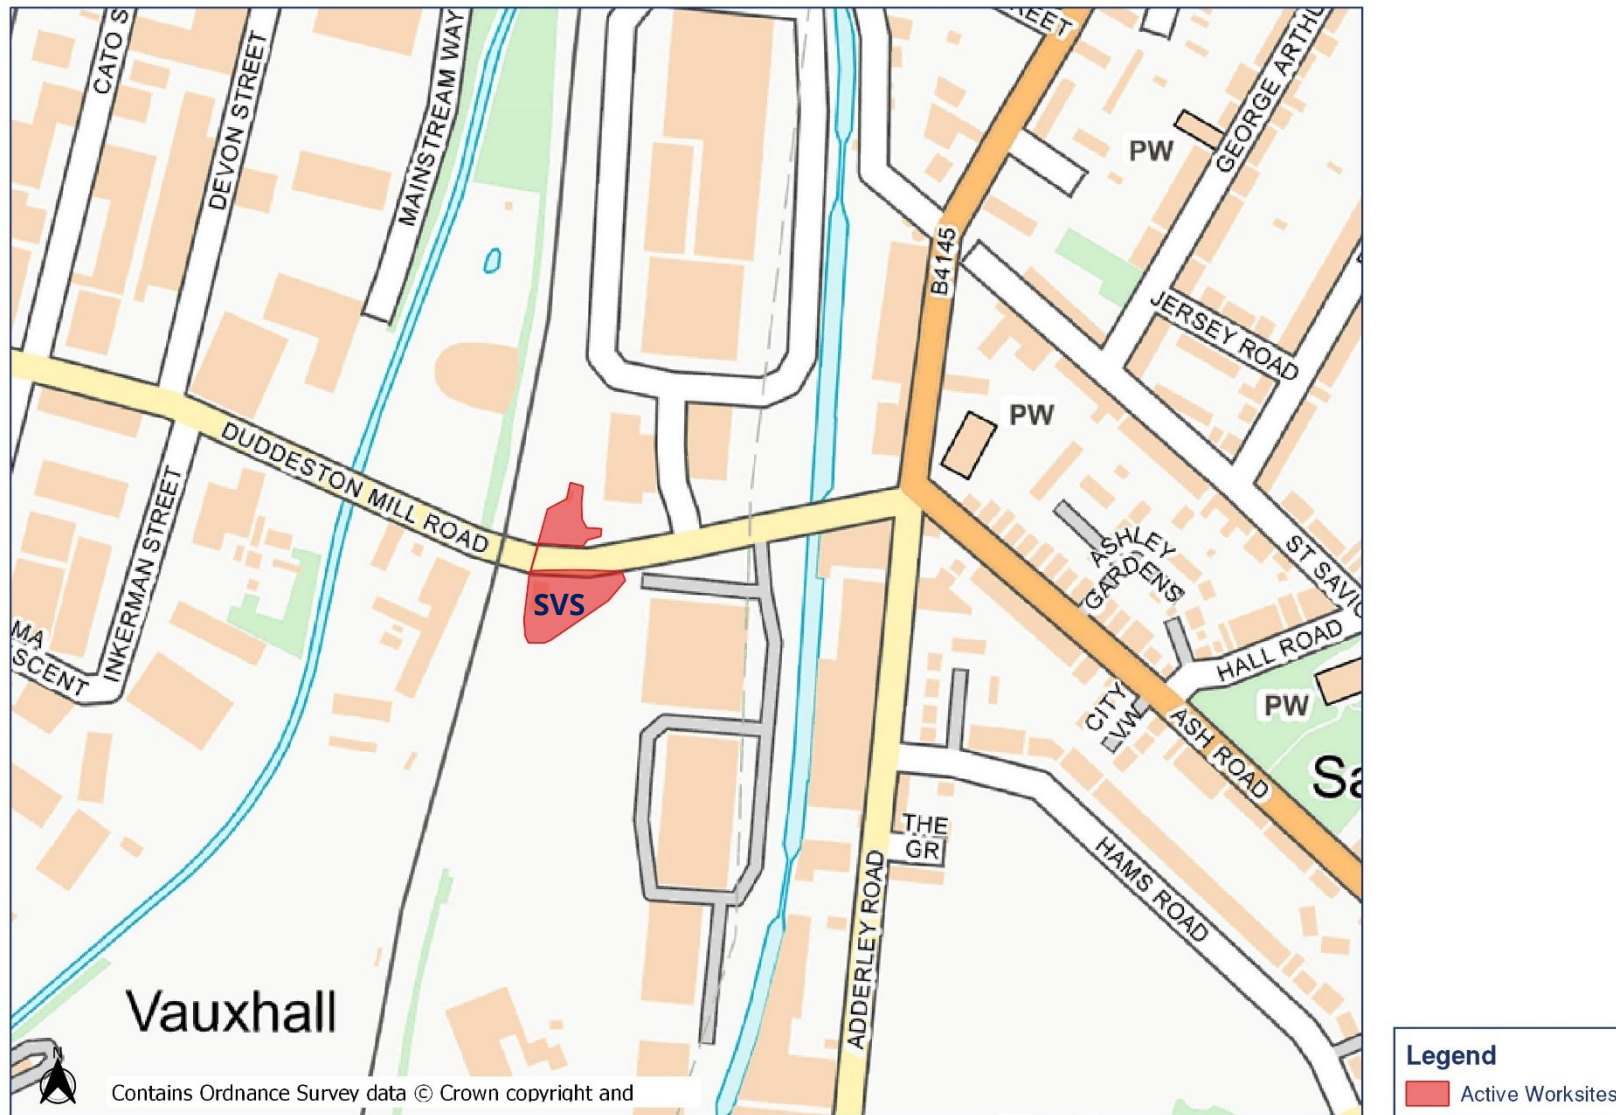 CATO S
DEVON STREET
MAINSTREAM WAY
REET
GEORGE ARTHU
PW
B4145
JERSEY ROAD
PW
DUDDESTON MILL ROAD
INKERMAN STREET
MA
SCENT
SVS
ASHLEY
GARDENS
ST SAVIO
HALL ROAD
PW
CITY
VW
ASH ROAD
Sa
THE
GR
HAMS ROAD
ADDERLEY ROAD
Vauxhall
N
Contains Ordnance Survey data © Crown copyright and
Legend
Active Worksites